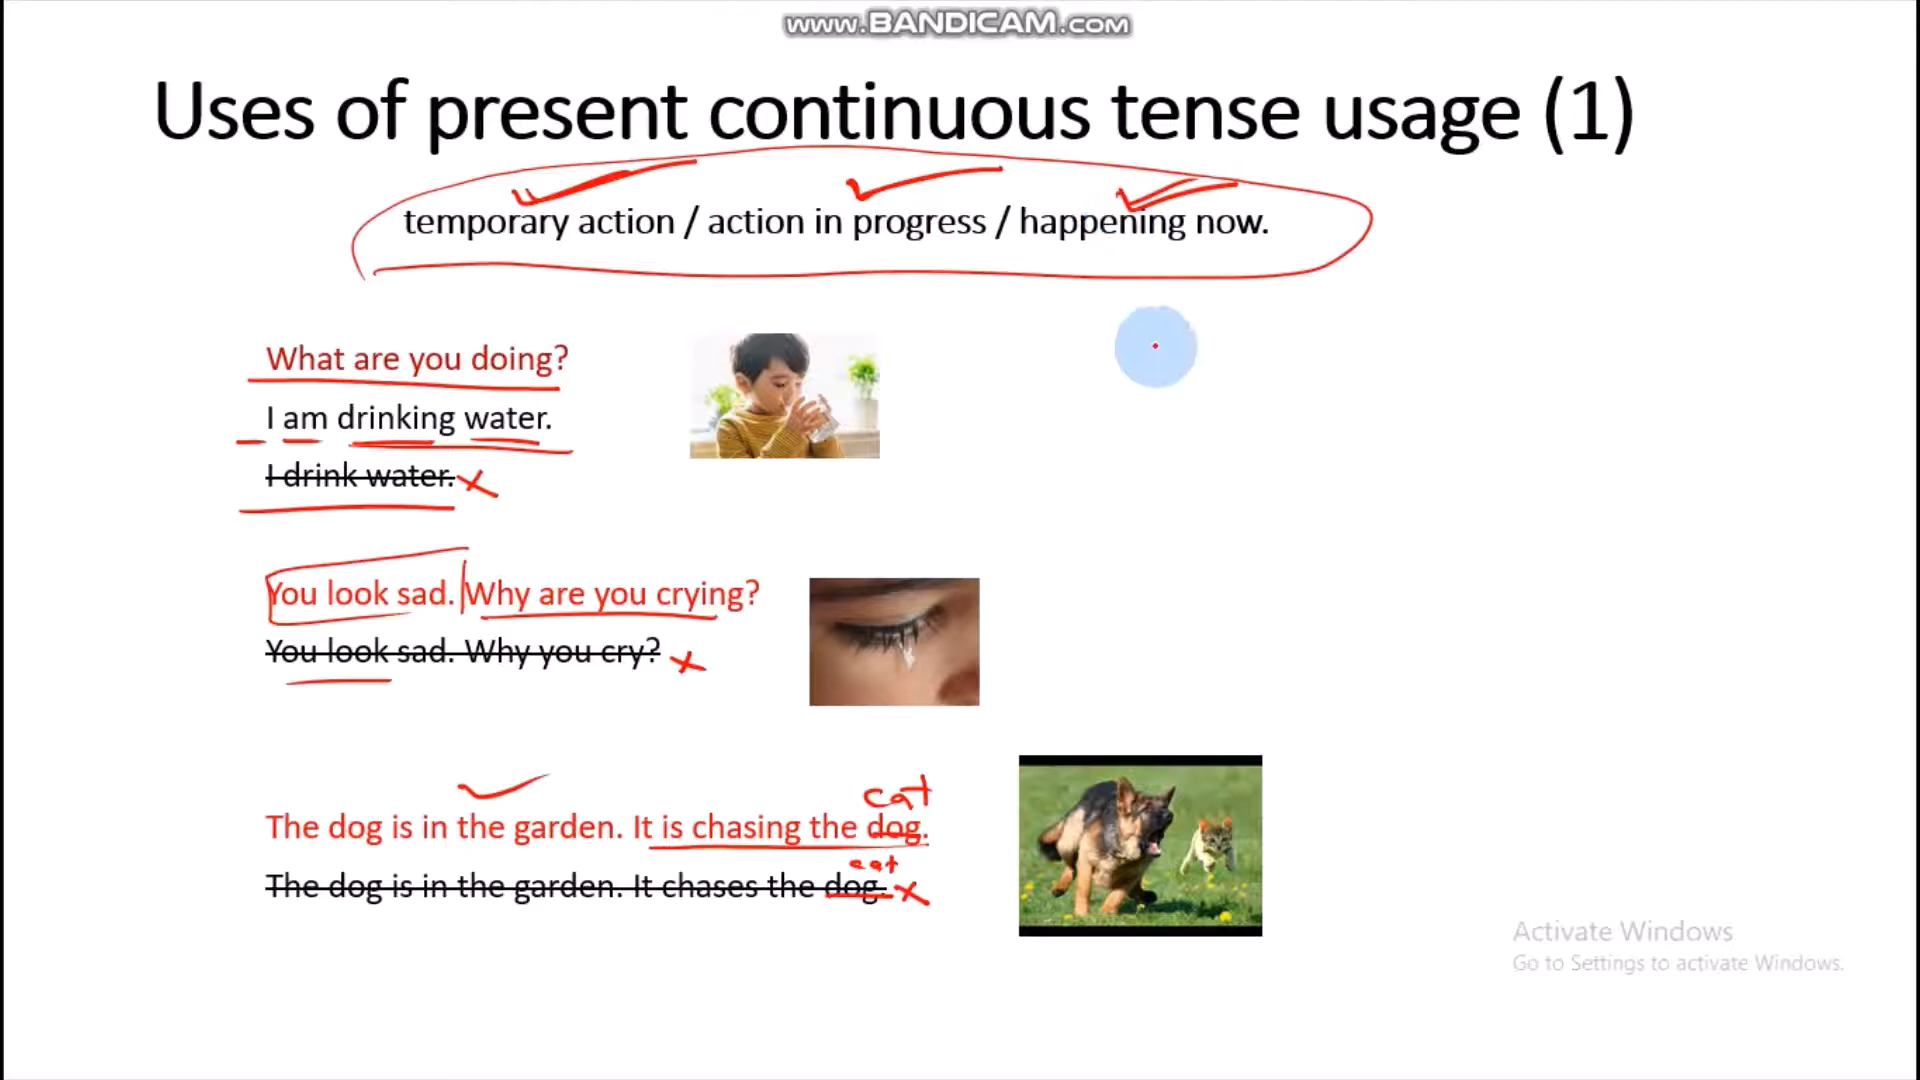 www.BANDICAM.com
Uses of present continuous tense usage (1)
temporary action / action in progress / happening now.
What are you doing?
I am drinking water.
I drink water. x
You look sad. Why are you crying?
You look sad. Why you cry? x
cat
The dog is in the garden. It is chasing the dog.
cat
The dog is in the garden. It chases the dog. x
Activate Windows
Go to Settings to activate Windows.